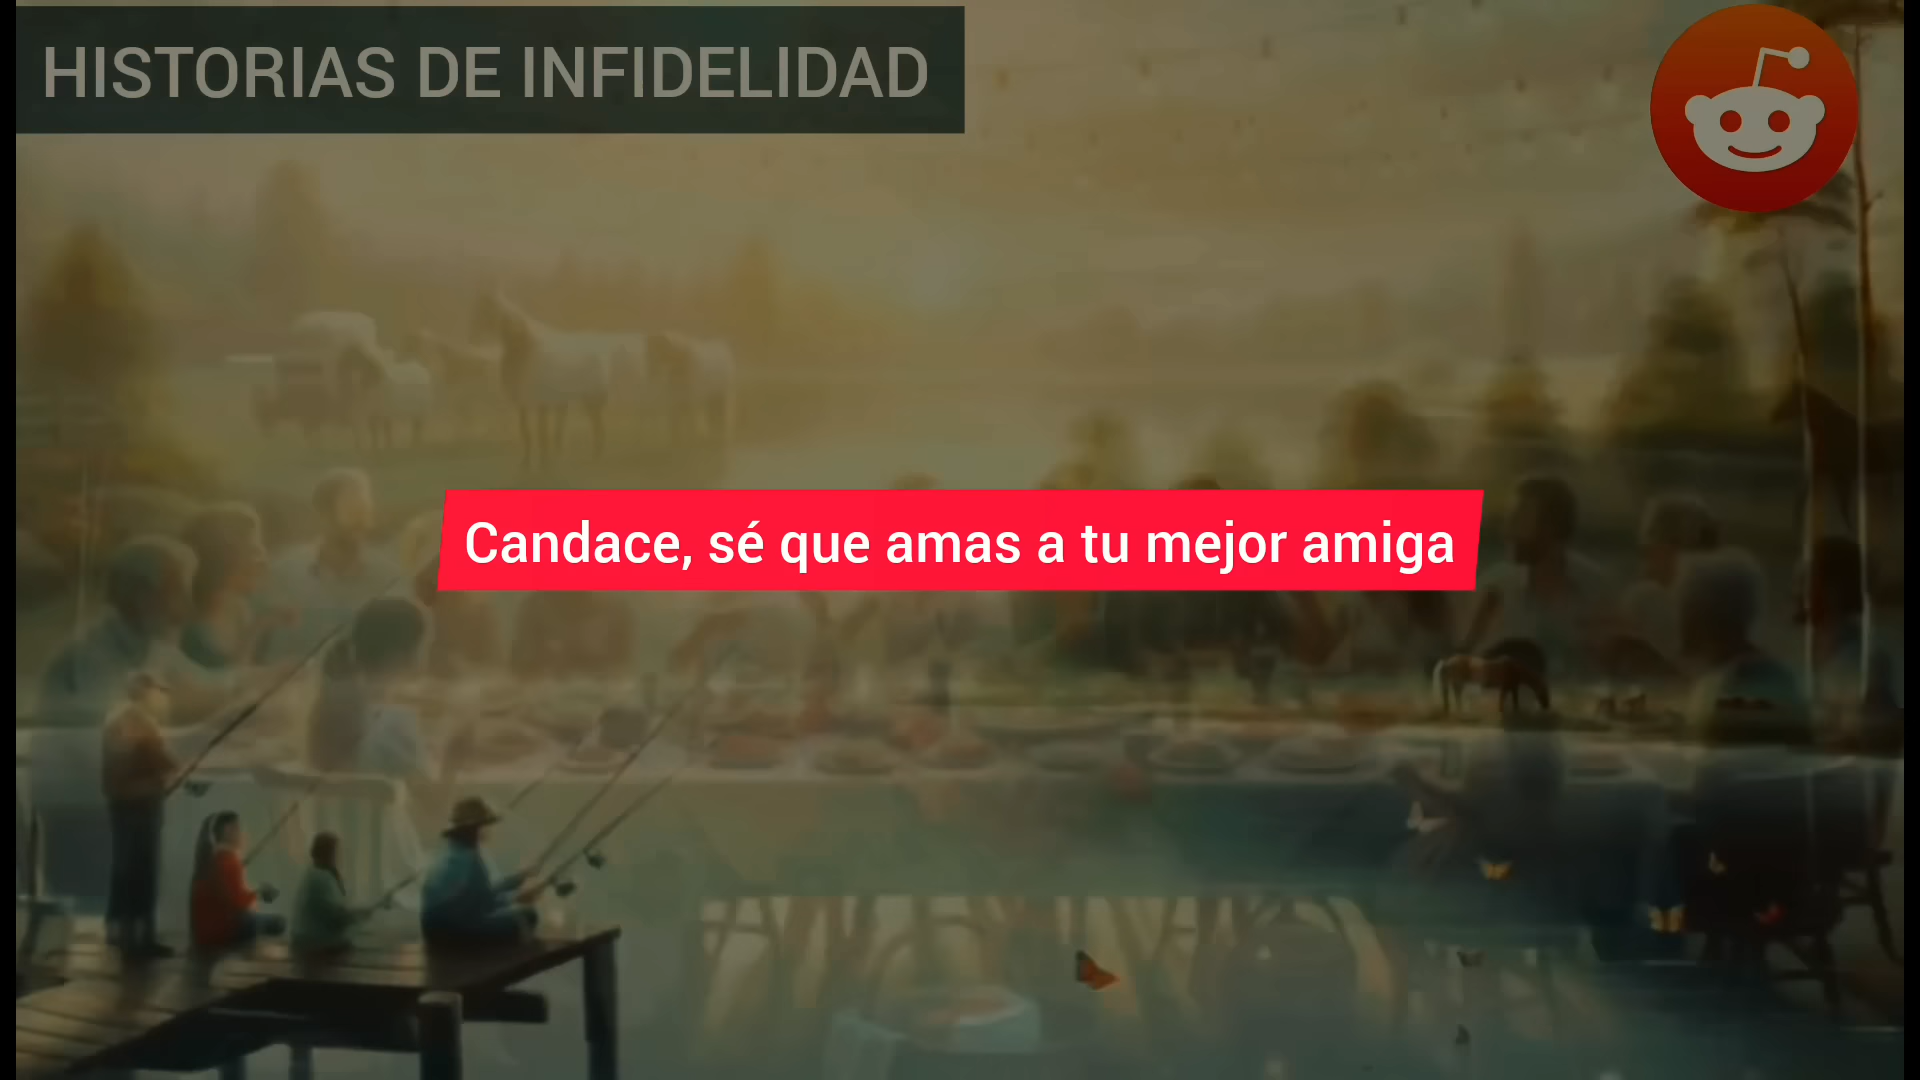 HISTORIAS DE INFIDELIDAD
Candace, sé que amas a tu mejor amiga